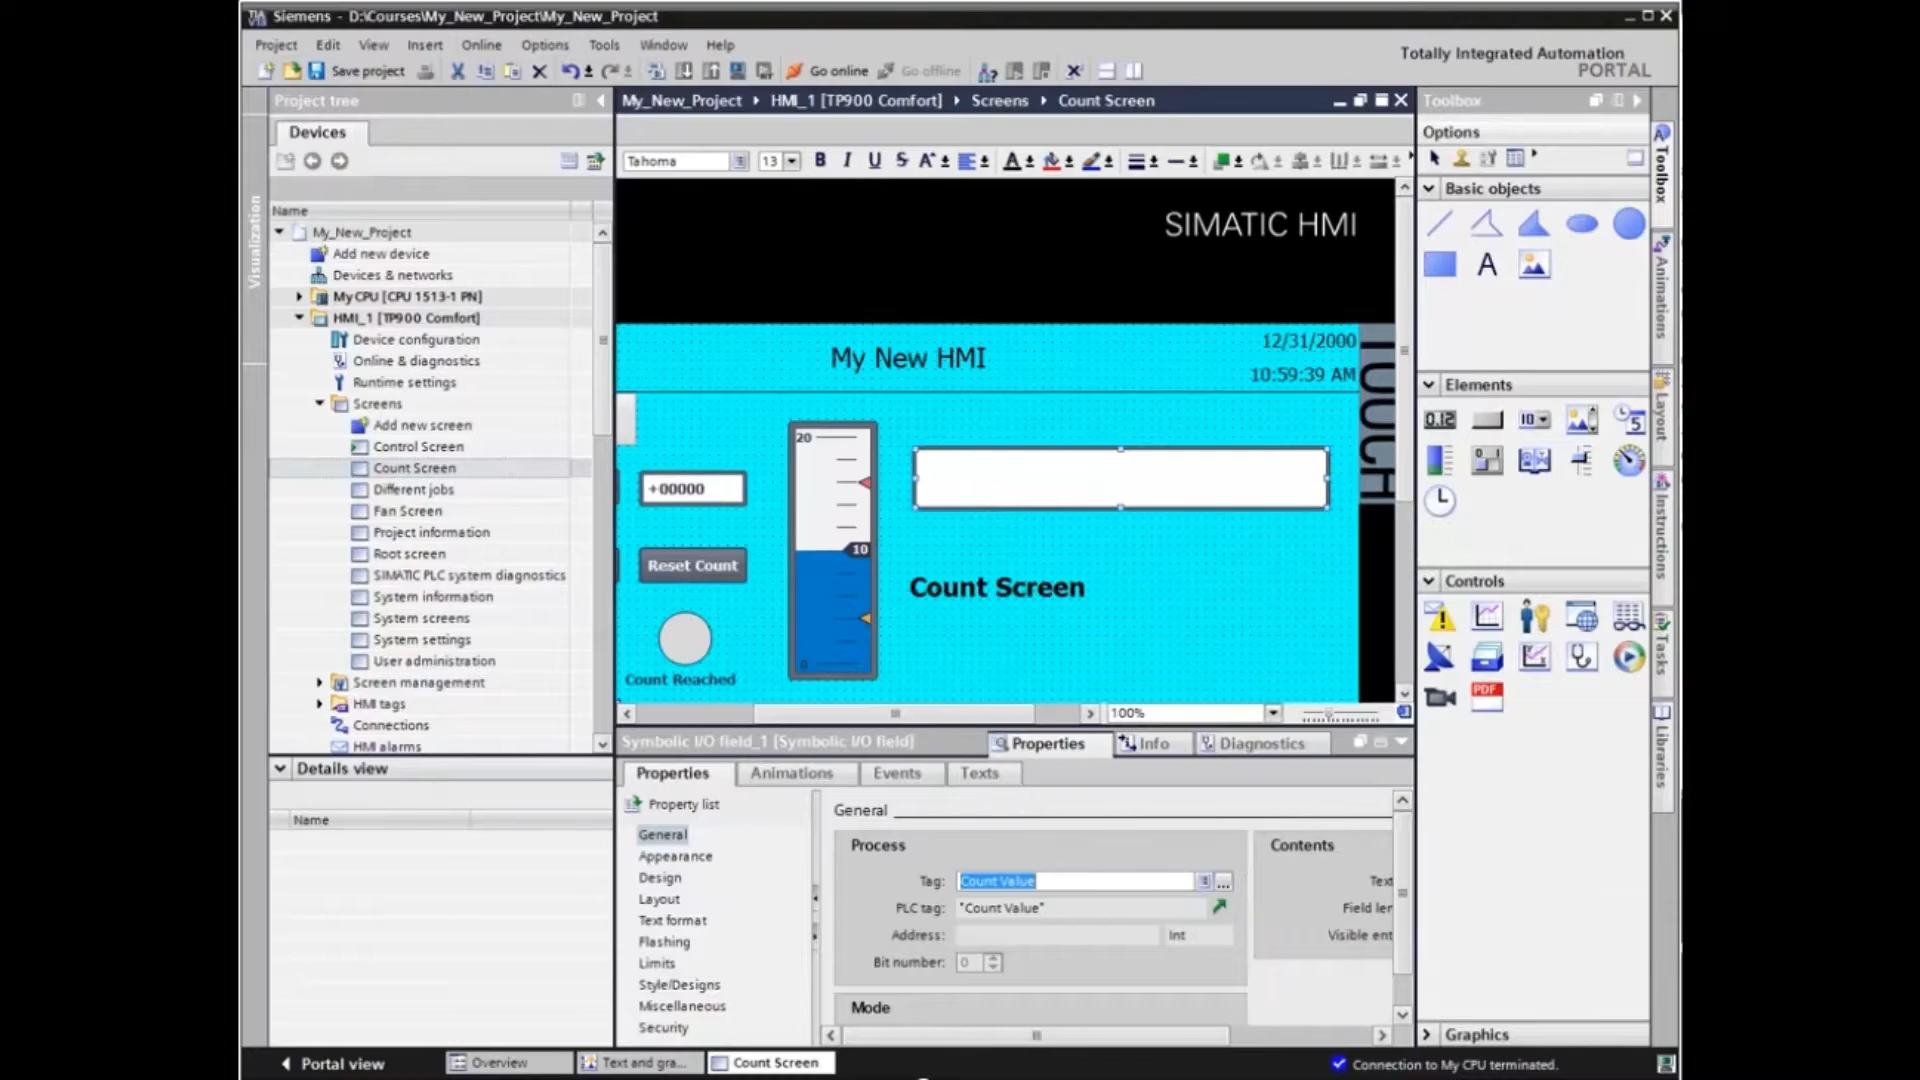 Siemens - D:\Courses\My_New_Project\My_New_Project
Project Edit View Insert Online Options Tools Window Help
Totally Integrated Automation
PORTAL
Save project
Go online
Go offline
Project tree
My_New_Project ▸ HMI_1 [TP900 Comfort] ▸ Screens ▸ Count Screen
Toolbox
Devices
Options
Tahoma
13
B I U S A
Name
Visualization
My_New_Project
Add new device
Devices & networks
My CPU [CPU 1513-1 PN]
HMI_1 [TP900 Comfort]
Device configuration
Online & diagnostics
Runtime settings
Screens
Add new screen
Control Screen
Count Screen
Different jobs
Fan Screen
Project information
Root screen
SIMATIC PLC system diagnostics
System information
System screens
System settings
User administration
Screen management
HMI tags
Connections
HMI alarms
SIMATIC HMI
TOUCH
My New HMI
12/31/2000
10:59:39 AM
20
+00000
10
Reset Count
Count Screen
0
Count Reached
100%
Basic objects
A
Elements
0.12
10
5
Controls
PDF
Graphics
Toolbox
Animations
Layout
Instructions
Tasks
Libraries
Symbolic I/O field_1 [Symbolic I/O field]
Properties
Info
Diagnostics
Properties Animations Events Texts
Property list
General
Appearance
Design
Layout
Text format
Flashing
Limits
Style/Designs
Miscellaneous
Security
General
Process
Tag: Count Value
...
PLC tag: "Count Value"
Address:
Int
Bit number: 0
Mode
Contents
Text
Field len
Visible ent
Details view
Name
Portal view
Overview
Text and gra...
Count Screen
Connection to My CPU terminated.